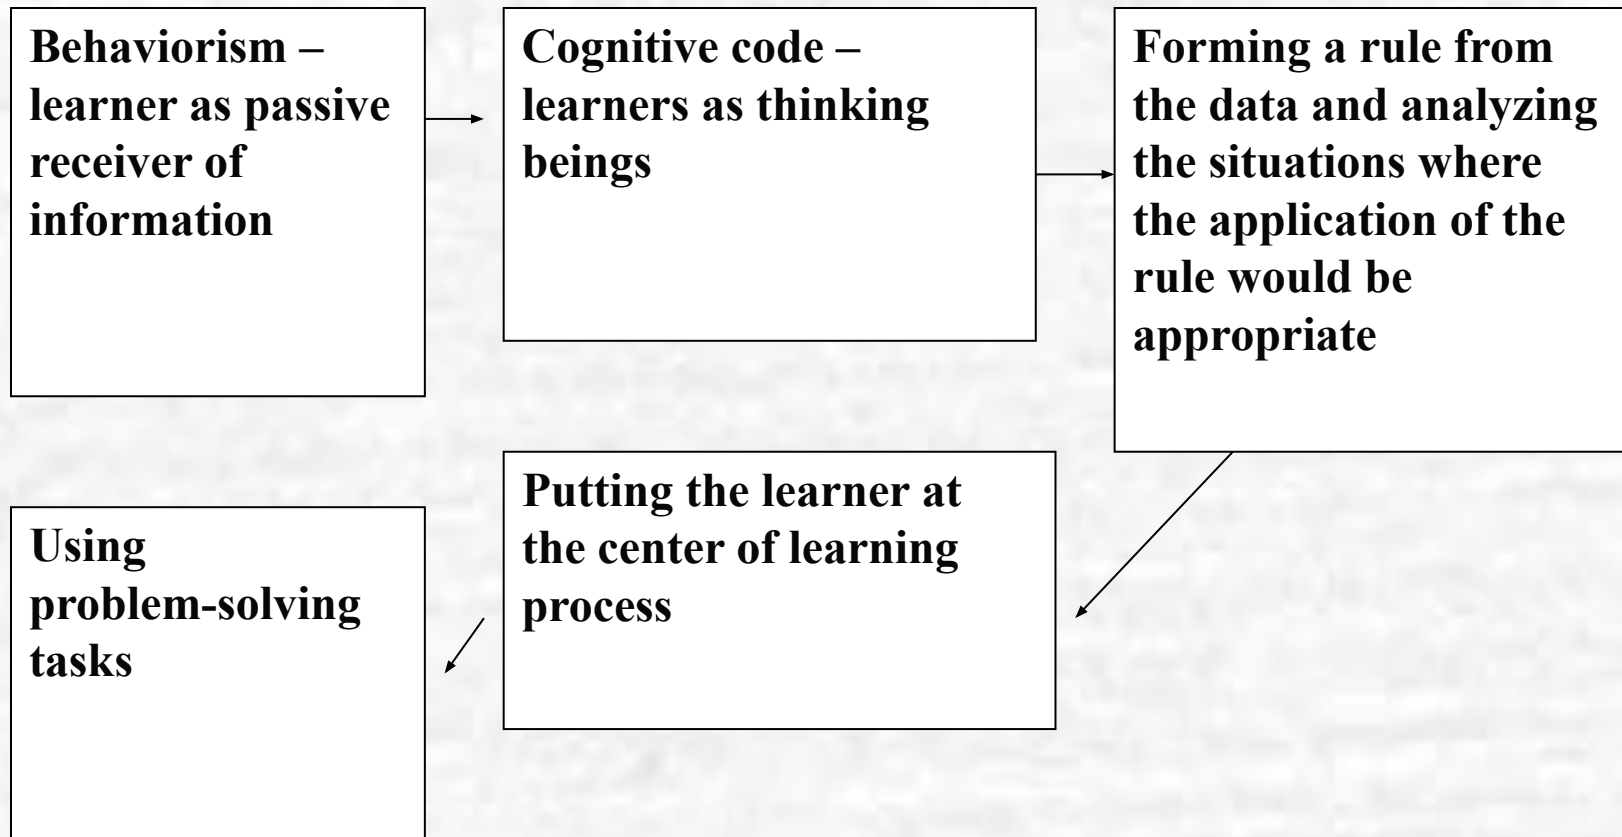 Behaviorism –
learner as passive
receiver of
information
Cognitive code –
learners as thinking
beings
Forming a rule from
the data and analyzing
the situations where
the application of the
rule would be
appropriate
Putting the learner at
the center of learning
process
Using
problem-solving
tasks